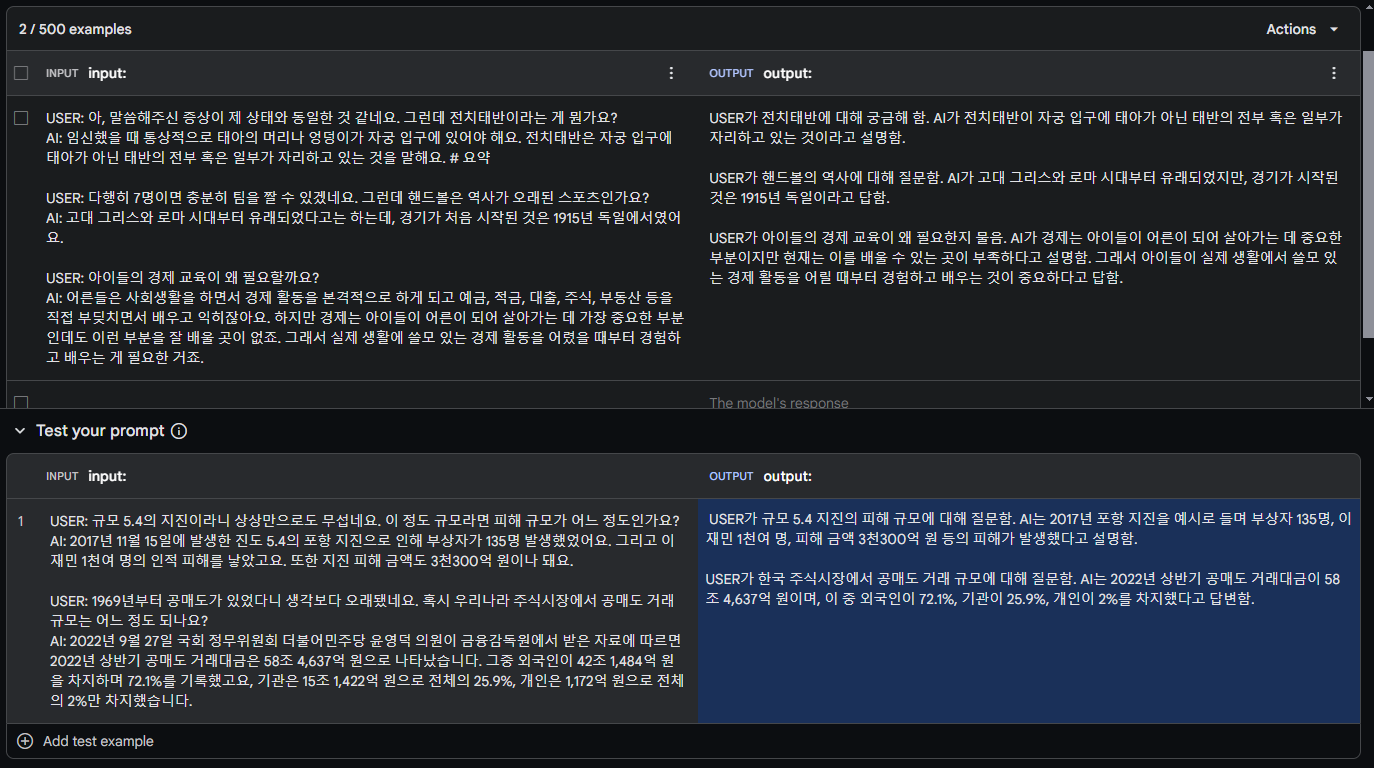 2 / 500 examples
Actions
INPUT input:
OUTPUT output:
USER: 아, 말씀해주신 증상이 제 상태와 동일한 것 같네요. 그런데 전치태반이라는 게 뭔가요?
AI: 임신했을 때 통상적으로 태아의 머리나 엉덩이가 자궁 입구에 있어야 해요. 전치태반은 자궁 입구에
태아가 아닌 태반의 전부 혹은 일부가 자리하고 있는 것을 말해요. # 요약
USER: 다행히 7명이면 충분히 팀을 짤 수 있겠네요. 그런데 핸드볼은 역사가 오래된 스포츠인가요?
AI: 고대 그리스와 로마 시대부터 유래되었다고는 하는데, 경기가 처음 시작된 것은 1915년 독일에서였어
요.
USER: 아이들의 경제 교육이 왜 필요할까요?
AI: 어른들은 사회생활을 하면서 경제 활동을 본격적으로 하게 되고 예금, 적금, 대출, 주식, 부동산 등을
직접 부딪치면서 배우고 익히잖아요. 하지만 경제는 아이들이 어른이 되어 살아가는 데 가장 중요한 부분
인데도 이런 부분을 잘 배울 곳이 없죠. 그래서 실제 생활에 쓸모 있는 경제 활동을 어렸을 때부터 경험하
고 배우는 게 필요한 거죠.
USER가 전치태반에 대해 궁금해 함. AI가 전치태반이 자궁 입구에 태아가 아닌 태반의 전부 혹은 일부가
자리하고 있는 것이라고 설명함.
USER가 핸드볼의 역사에 대해 질문함. AI가 고대 그리스와 로마 시대부터 유래되었지만, 경기가 시작된
것은 1915년 독일이라고 답함.
USER가 아이들의 경제 교육이 왜 필요한지 물음. AI가 경제는 아이들이 어른이 되어 살아가는 데 중요한
부분이지만 현재는 이를 배울 수 있는 곳이 부족하다고 설명함. 그래서 아이들이 실제 생활에서 쓸모 있
는 경제 활동을 어릴 때부터 경험하고 배우는 것이 중요하다고 답함.
The model's response
Test your prompt
INPUT input:
OUTPUT output:
1
USER: 규모 5.4의 지진이라니 상상만으로도 무섭네요. 이 정도 규모라면 피해 규모가 어느 정도인가요?
AI: 2017년 11월 15일에 발생한 진도 5.4의 포항 지진으로 인해 부상자가 135명 발생했었어요. 그리고 이
재민 1천여 명의 인적 피해를 낳았고요. 또한 지진 피해 금액도 3천300억 원이나 돼요.
USER: 1969년부터 공매도가 있었다니 생각보다 오래됐네요. 혹시 우리나라 주식시장에서 공매도 거래
규모는 어느 정도 되나요?
AI: 2022년 9월 27일 국회 정무위원회 더불어민주당 윤영덕 의원이 금융감독원에서 받은 자료에 따르면
2022년 상반기 공매도 거래대금은 58조 4,637억 원으로 나타났습니다. 그중 외국인이 42조 1,484억 원
을 차지하며 72.1%를 기록했고요, 기관은 15조 1,422억 원으로 전체의 25.9%, 개인은 1,172억 원으로 전체
의 2%만 차지했습니다.
USER가 규모 5.4 지진의 피해 규모에 대해 질문함. AI는 2017년 포항 지진을 예시로 들며 부상자 135명, 이
재민 1천여 명, 피해 금액 3천300억 원 등의 피해가 발생했다고 설명함.
USER가 한국 주식시장에서 공매도 거래 규모에 대해 질문함. AI는 2022년 상반기 공매도 거래대금이 58
조 4,637억 원이며, 이 중 외국인이 72.1%, 기관이 25.9%, 개인이 2%를 차지했다고 답변함.
Add test example